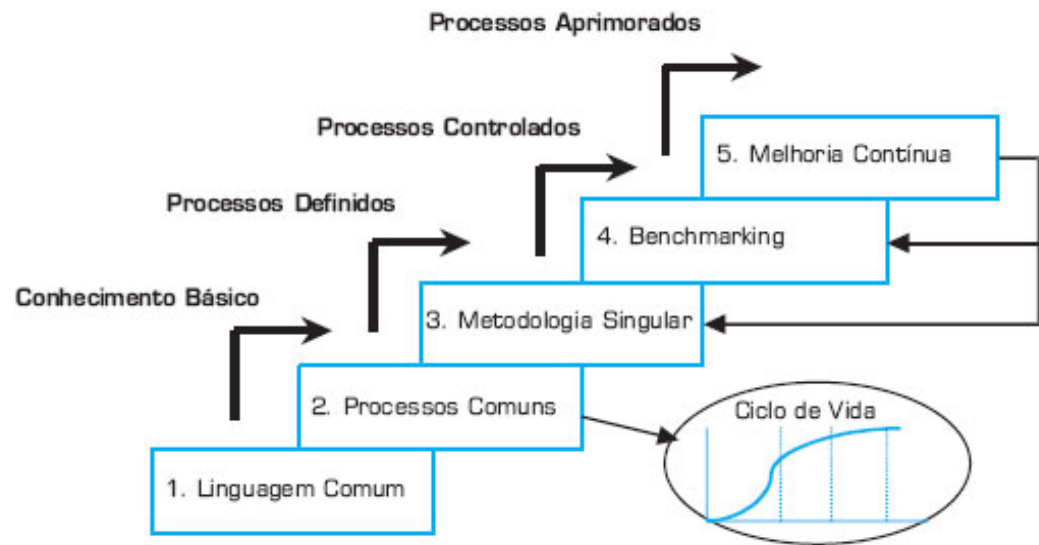 Processos Aprimorados
Processos Controlados
5. Melhoria Contínua
Processos Definidos
4. Benchmarking
Conhecimento Básico
3. Metodologia Singular
2. Processos Comuns
Ciclo de Vida
1. Linguagem Comum